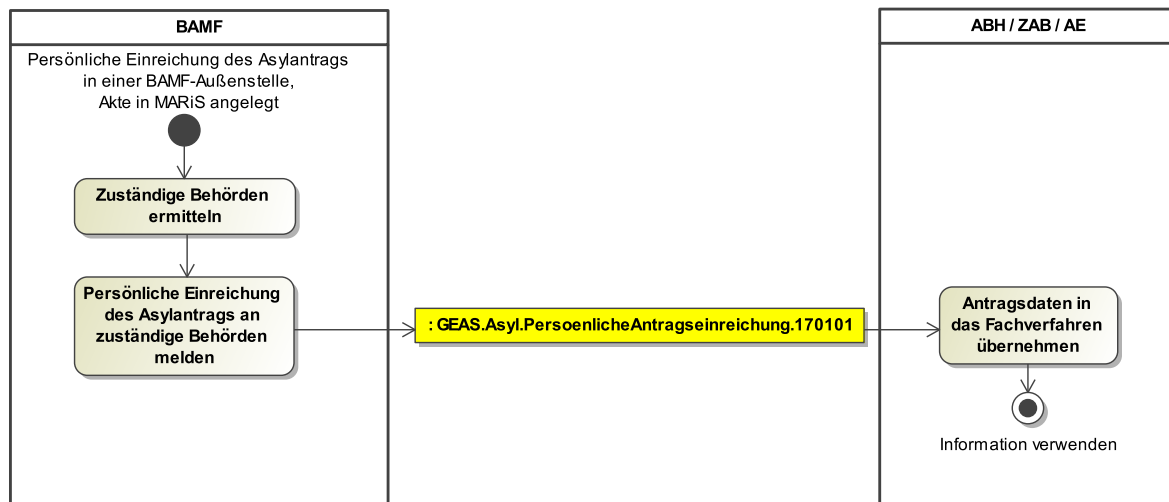 BAMF
Persönliche Einreichung des Asylantrags
in einer BAMF-Außenstelle,
Akte in MARiS angelegt
Zuständige Behörden
ermitteln
Persönliche Einreichung
des Asylantrags an
zuständige Behörden
melden
: GEAS.Asyl.PersoenlicheAntragseinreichung.170101
ABH / ZAB / AE
Antragsdaten in
das Fachverfahren
übernehmen
Information verwenden